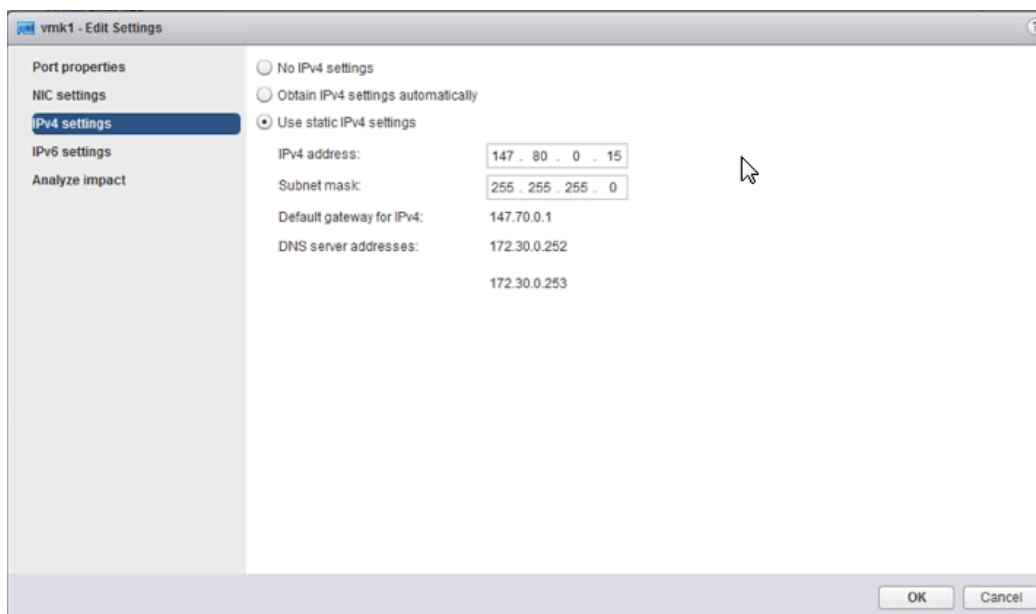 vmk1 - Edit Settings
?
Port properties
NIC settings
IPv4 settings
IPv6 settings
Analyze impact
No IPv4 settings
Obtain IPv4 settings automatically
Use static IPv4 settings
IPv4 address: 147 . 80 . 0 . 15
Subnet mask: 255 . 255 . 255 . 0
Default gateway for IPv4: 147.70.0.1
DNS server addresses: 172.30.0.252
172.30.0.253
OK Cancel